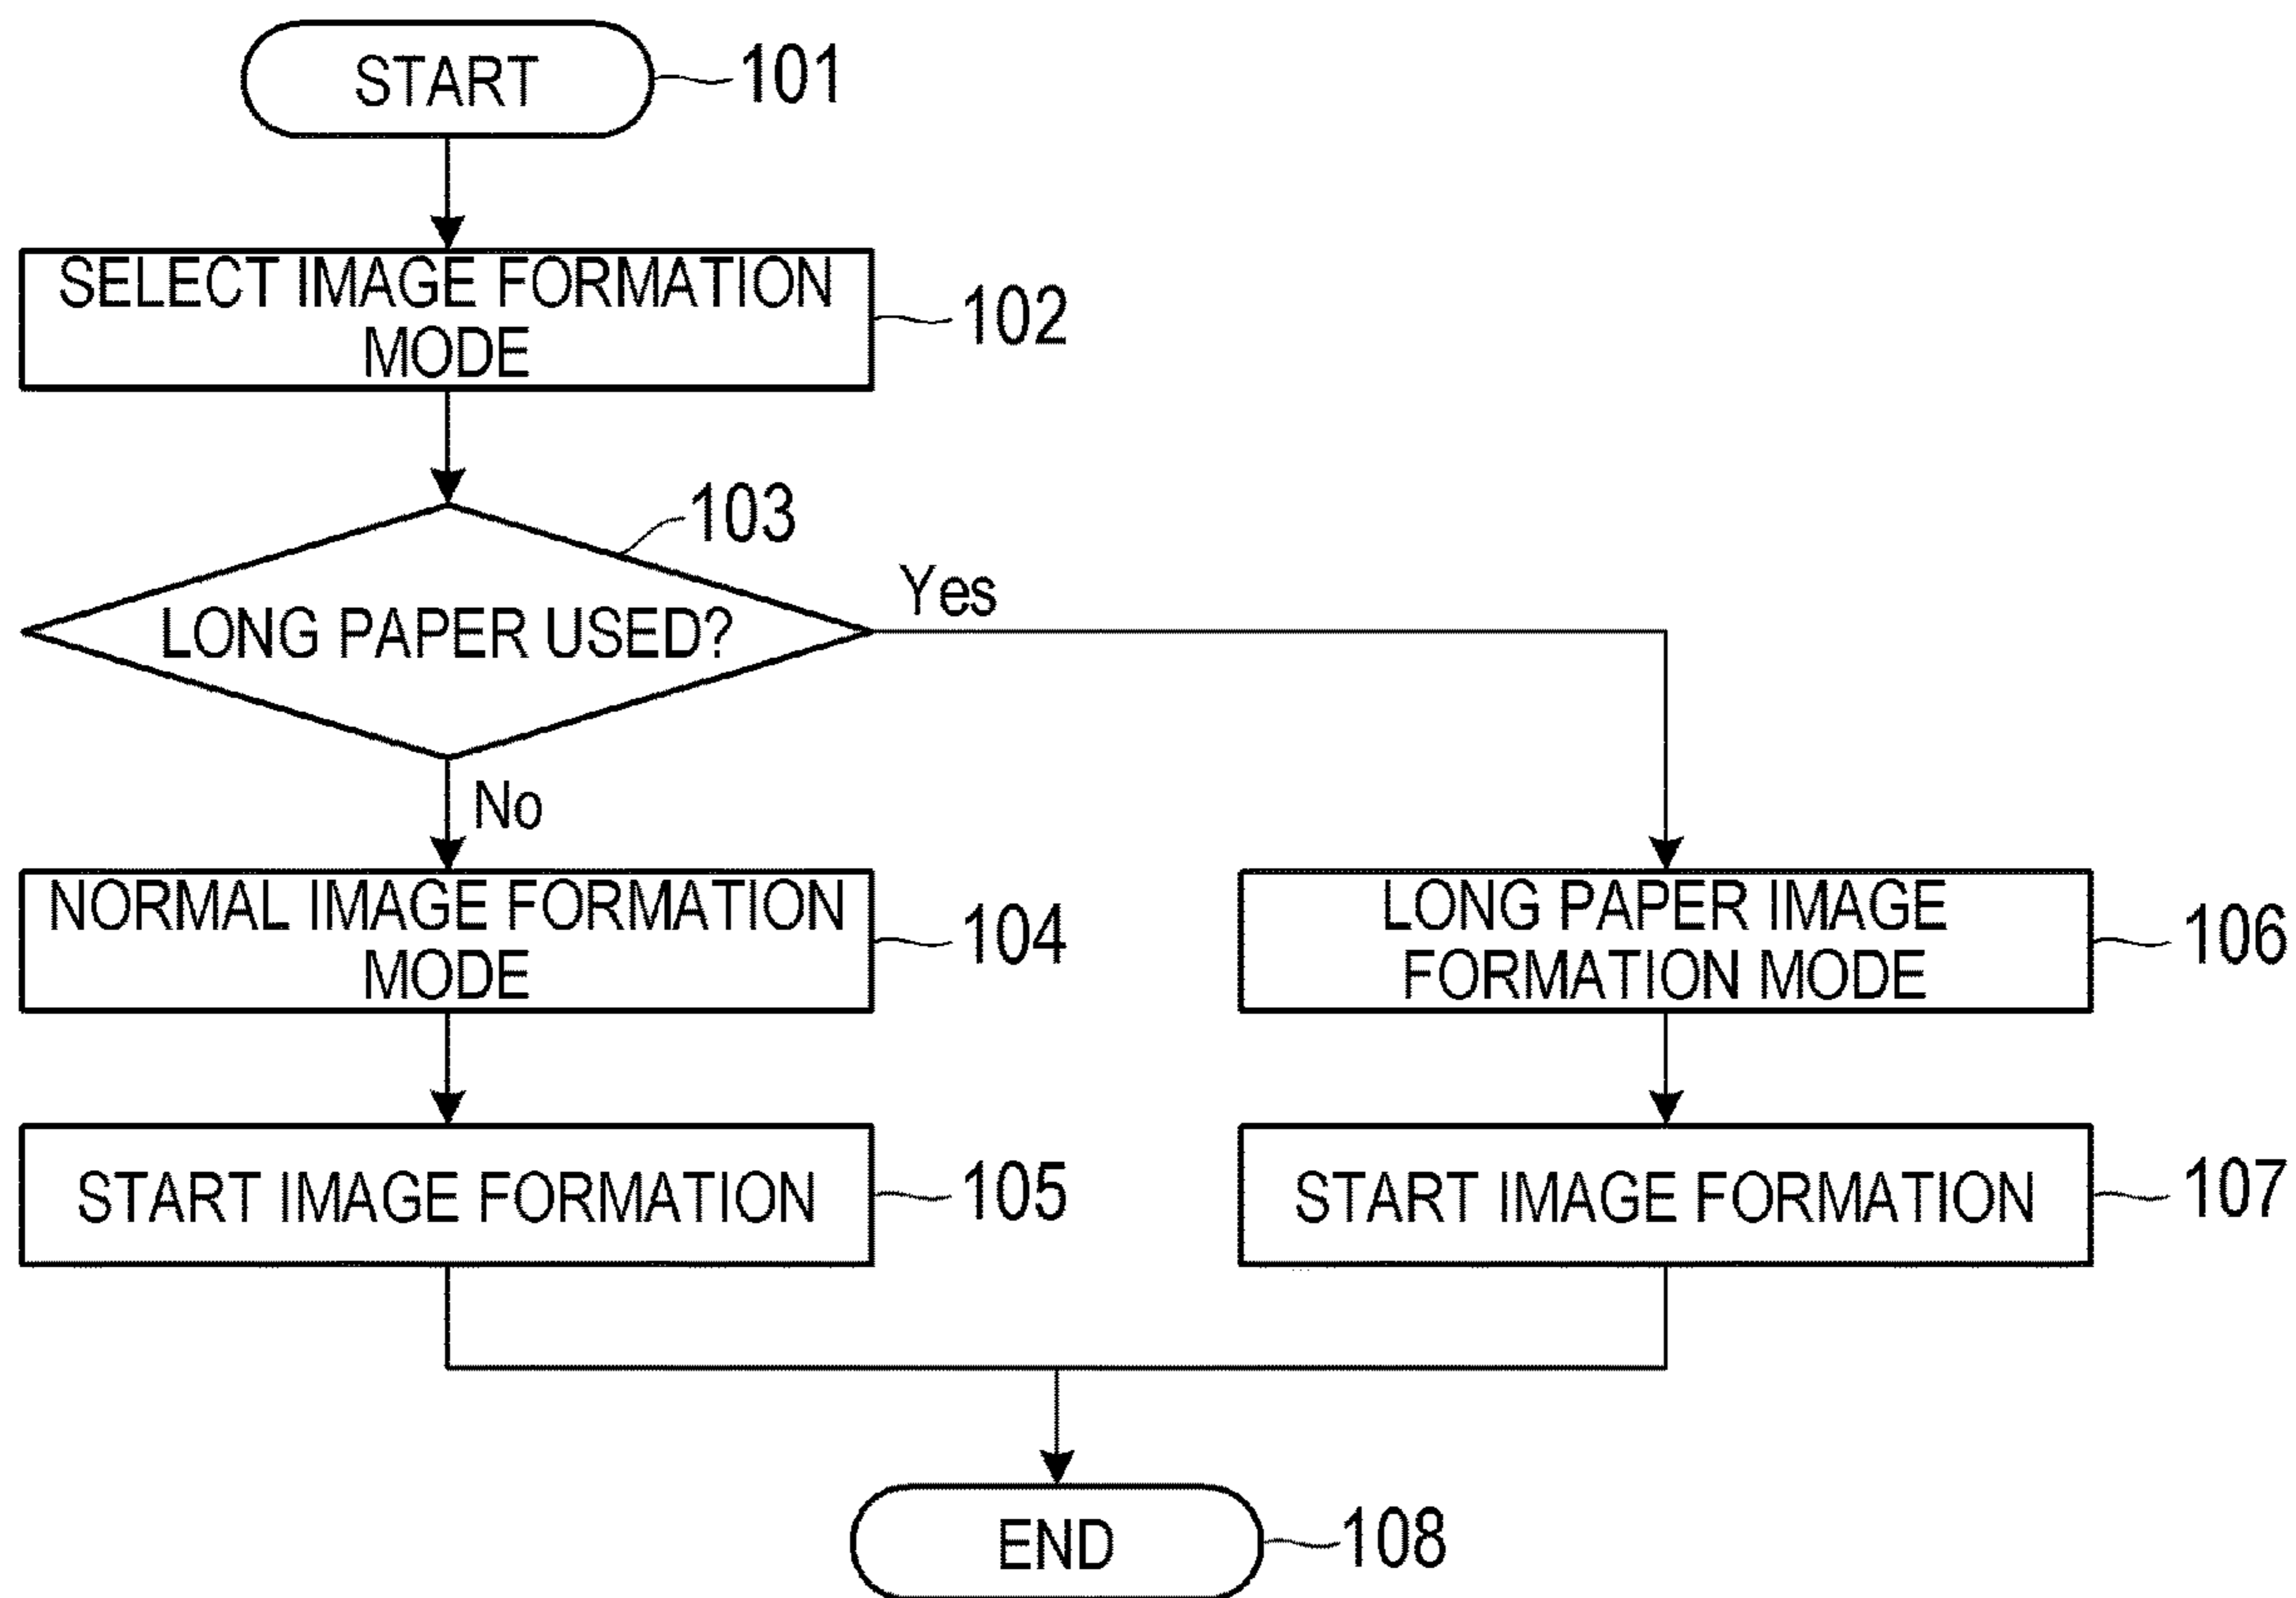 START
101
SELECT IMAGE FORMATION
MODE
102
103
LONG PAPER USED?
Yes
No
NORMAL IMAGE FORMATION
MODE
104
LONG PAPER IMAGE
FORMATION MODE
106
START IMAGE FORMATION
105
START IMAGE FORMATION
107
END
108